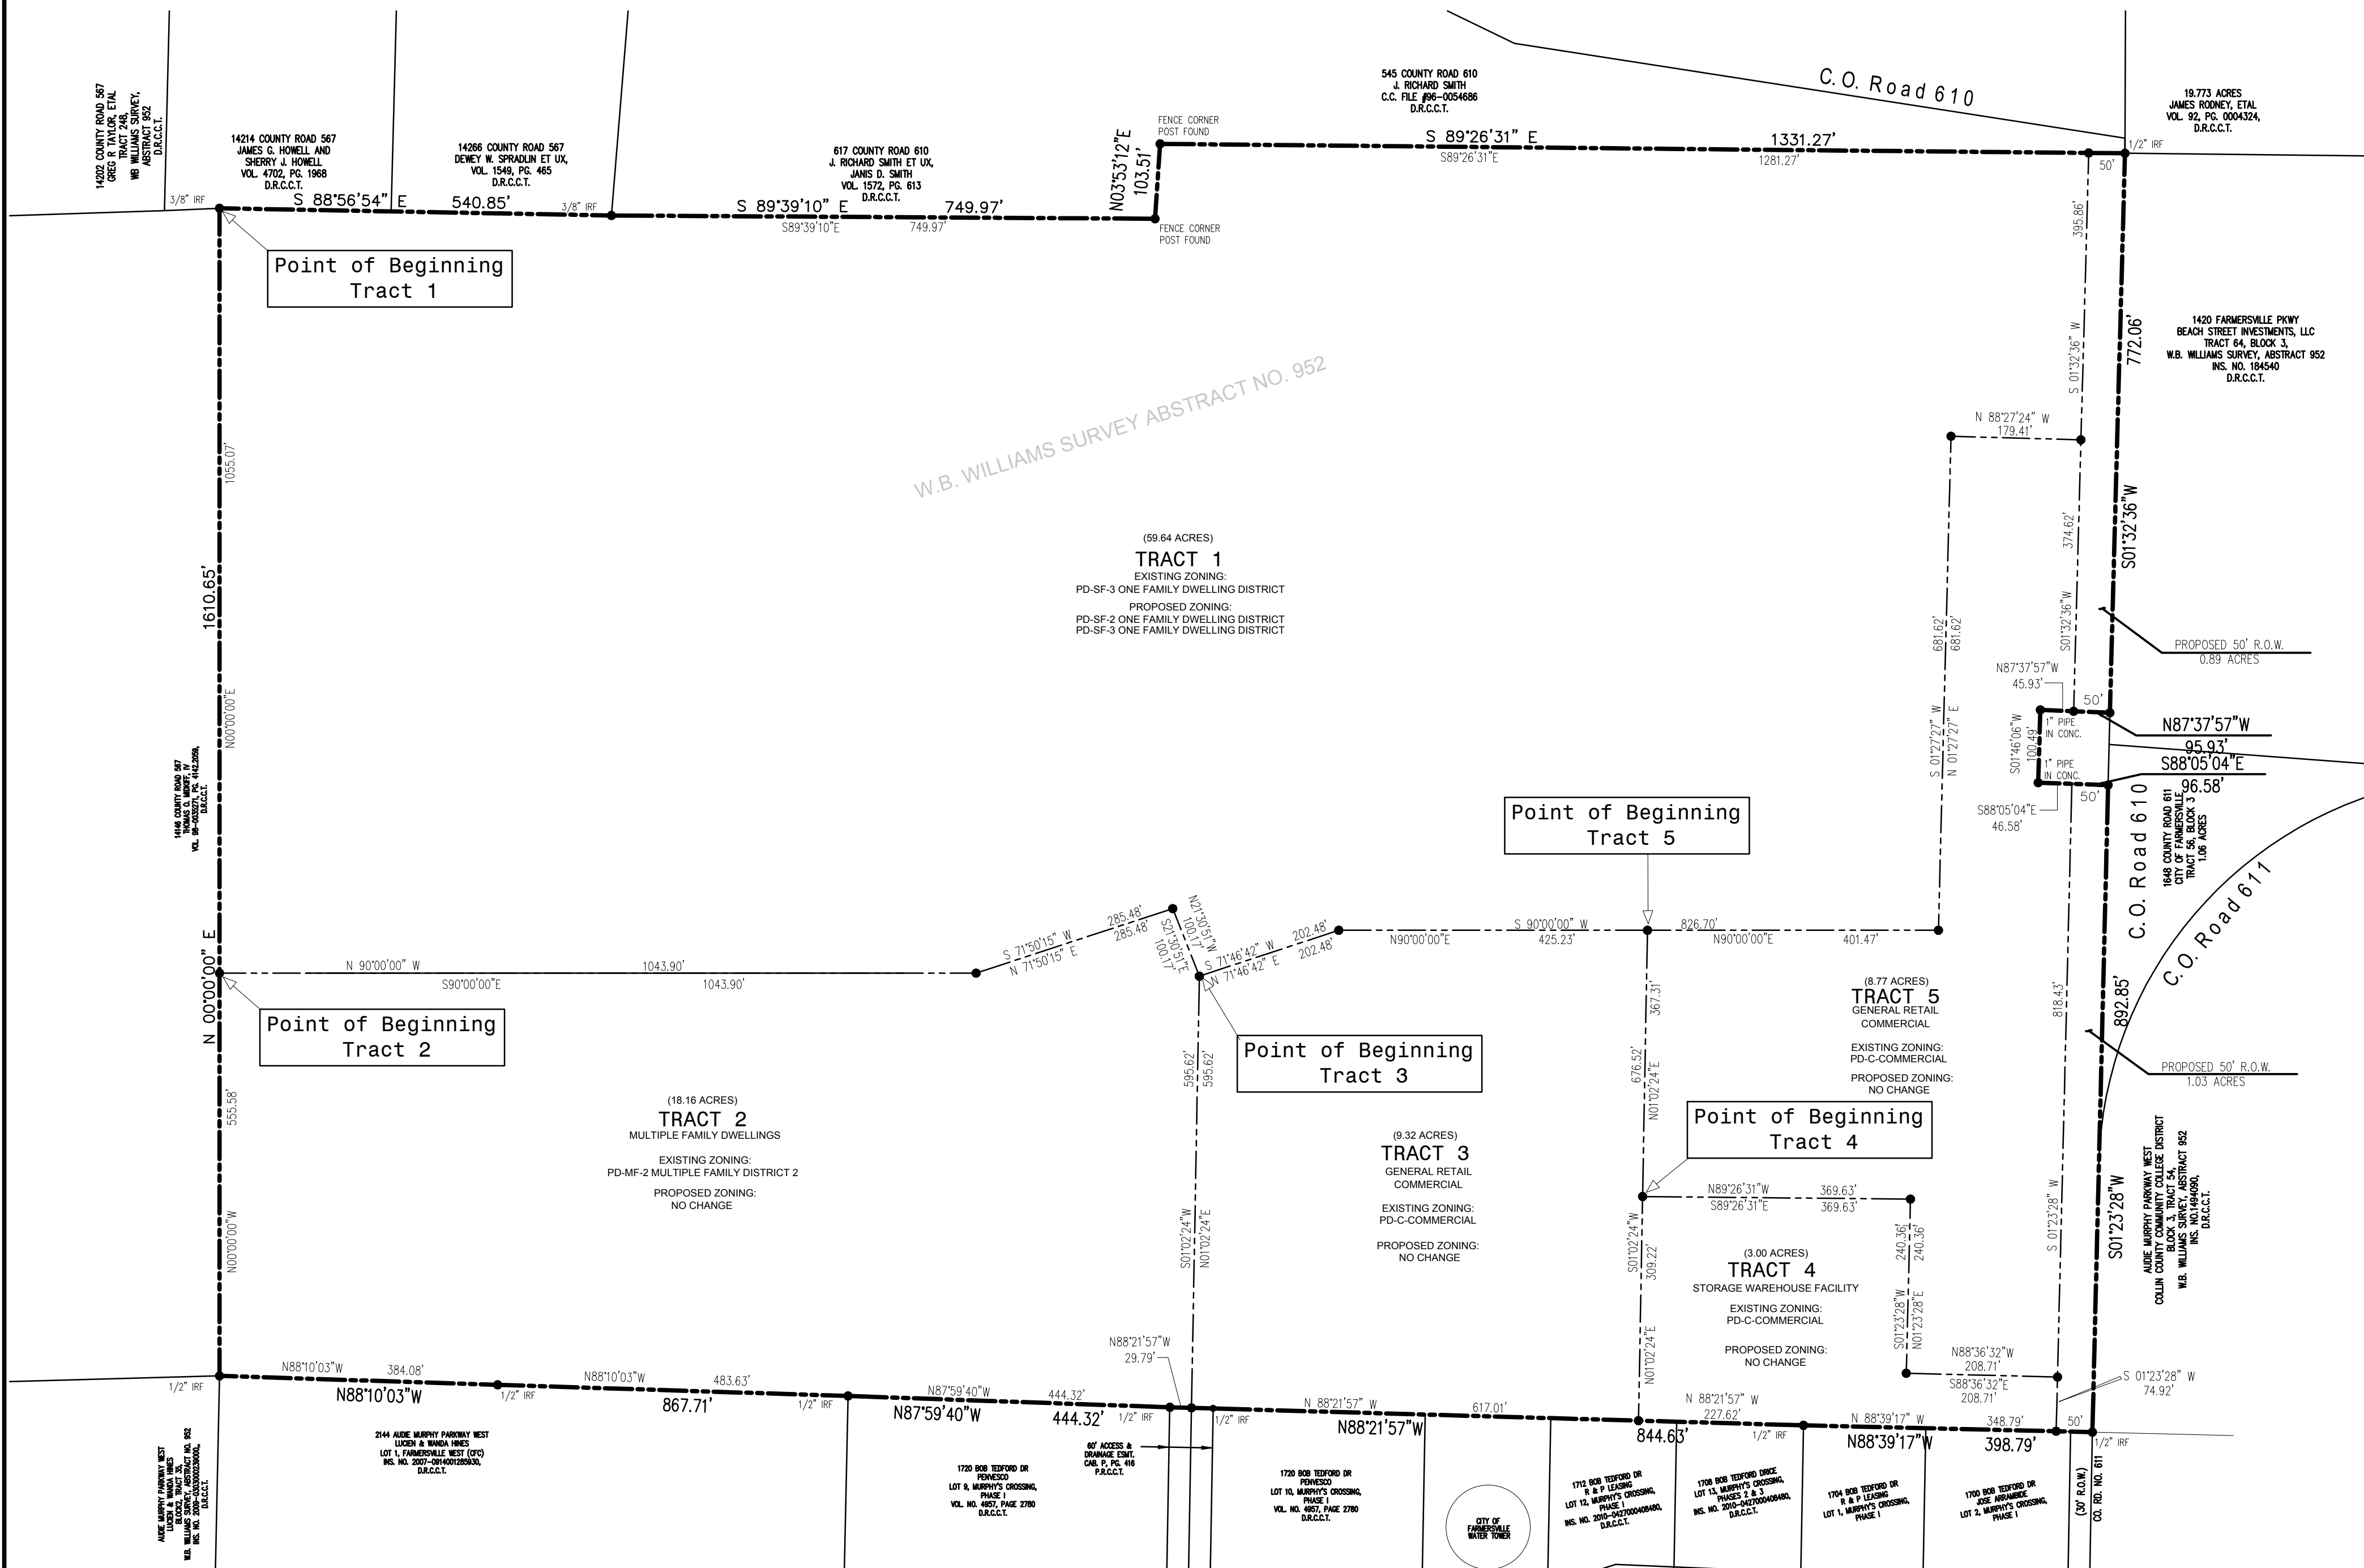 14202 COUNTY ROAD 567
GREG R TAYLOR, ETAL
TRACT 248,
WB WILLIAMS SURVEY,
ABSTRACT 952
D.R.C.C.T.
14214 COUNTY ROAD 567
JAMES G. HOWELL AND
SHERRY J. HOWELL
VOL. 4702, PG. 1968
D.R.C.C.T.
14266 COUNTY ROAD 567
DEWEY W. SPRADLIN ET UX,
VOL. 1549, PG. 465
D.R.C.C.T.
617 COUNTY ROAD 610
J. RICHARD SMITH ET UX,
JANIS D. SMITH
VOL. 1572, PG. 613
D.R.C.C.T.
545 COUNTY ROAD 610
J. RICHARD SMITH
C.C. FILE #96-0054686
D.R.C.C.T.
C.O. Road 610
19.773 ACRES
JAMES RODNEY, ETAL
VOL. 92, PG. 0004324,
D.R.C.C.T.
3/8" IRF
S 88°56'54" E 540.85'
3/8" IRF
S 89°39'10" E 749.97'
S89°39'10"E 749.97'
N03°53'12"E
103.51'
FENCE CORNER
POST FOUND
FENCE CORNER
POST FOUND
S 89°26'31" E 1331.27'
S89°26'31"E 1281.27'
1/2" IRF
50'
Point of Beginning
Tract 1
395.86'
S 01°32'36" W
772.06'
S01°32'36"W
1420 FARMERSVILLE PKWY
BEACH STREET INVESTMENTS, LLC
TRACT 64, BLOCK 3,
W.B. WILLIAMS SURVEY, ABSTRACT 952
INS. NO. 184540
D.R.C.C.T.
W.B. WILLIAMS SURVEY ABSTRACT NO. 952
N 88°27'24" W
179.41'
1055.07'
1610.65'
N00°00'00"E
N 00°00'00" E
(59.64 ACRES)
TRACT 1
EXISTING ZONING:
PD-SF-3 ONE FAMILY DWELLING DISTRICT
PROPOSED ZONING:
PD-SF-2 ONE FAMILY DWELLING DISTRICT
PD-SF-3 ONE FAMILY DWELLING DISTRICT
374.62'
S01°32'36"W
681.62'
681.62'
S 01°27'27" W
N 01°27'27" E
PROPOSED 50' R.O.W.
0.89 ACRES
N87°37'57"W
45.93'
50'
1" PIPE
IN CONC.
S01°46'06"W
100.49'
1" PIPE
IN CONC.
N87°37'57"W
95.93'
S88°05'04"E
96.58'
50'
S88°05'04"E
46.58'
14146 COUNTY ROAD 567
THOMAS O. MIDKIFF, IV
D.R.C.C.T.
C.O. Road 610
1648 COUNTY ROAD 611
CITY OF FARMERSVILLE
TRACT 56, BLOCK 3
1.06 ACRES
C.O. Road 611
Point of Beginning
Tract 5
N 90°00'00" W 1043.90'
S90°00'00"E 1043.90'
S 71°50'15" W 285.48'
N 71°50'15" E 285.48'
N21°30'51"W
100.17'
S21°30'51"E
100.17'
S 71°46'42" W 202.48'
N 71°46'42" E 202.48'
S 90°00'00" W 826.70'
N90°00'00"E 425.23'
N90°00'00"E 401.47'
Point of Beginning
Tract 2
Point of Beginning
Tract 3
(8.77 ACRES)
TRACT 5
GENERAL RETAIL
COMMERCIAL
EXISTING ZONING:
PD-C-COMMERCIAL
PROPOSED ZONING:
NO CHANGE
818.43'
892.85'
PROPOSED 50' R.O.W.
1.03 ACRES
367.31'
676.52'
N01°02'24"E
595.62'
595.62'
S01°02'24"W
N01°02'24"E
555.58'
N00°00'00"W
(18.16 ACRES)
TRACT 2
MULTIPLE FAMILY DWELLINGS
EXISTING ZONING:
PD-MF-2 MULTIPLE FAMILY DISTRICT 2
PROPOSED ZONING:
NO CHANGE
(9.32 ACRES)
TRACT 3
GENERAL RETAIL
COMMERCIAL
EXISTING ZONING:
PD-C-COMMERCIAL
PROPOSED ZONING:
NO CHANGE
Point of Beginning
Tract 4
N89°26'31"W 369.63'
S89°26'31"E 369.63'
S01°02'24"W
309.22'
N01°02'24"E
(3.00 ACRES)
TRACT 4
STORAGE WAREHOUSE FACILITY
EXISTING ZONING:
PD-C-COMMERCIAL
PROPOSED ZONING:
NO CHANGE
240.36'
240.36'
S01°23'28"W
N01°23'28"E
S 01°23'28" W
S01°23'28"W
AUDIE MURPHY PARKWAY WEST
COLLIN COUNTY COMMUNITY COLLEGE DISTRICT
BLOCK 3, TRACT 54,
W.B. WILLIAMS SURVEY, ABSTRACT 952
INS. NO.1494090,
D.R.C.C.T.
N88°36'32"W
208.71'
S88°36'32"E
208.71'
S 01°23'28" W
74.92'
1/2" IRF
N88°10'03"W 384.08'
N88°10'03"W
1/2" IRF
N88°10'03"W 483.63'
867.71'
1/2" IRF
N87°59'40"W 444.32'
N87°59'40"W 444.32'
N88°21'57"W
29.79'
1/2" IRF
1/2" IRF
N 88°21'57" W 617.01'
N88°21'57"W
N 88°21'57" W
227.62'
844.63'
1/2" IRF
N 88°39'17" W 348.79'
N88°39'17"W 398.79'
50'
1/2" IRF
AUDIE MURPHY PARKWAY WEST
LUCIEN & WANDA HINES
BLOCK2, TRACT 35,
W.B. WILLIAMS SURVEY, ABSTRACT NO. 952
D.R.C.C.T.
2144 AUDIE MURPHY PARKWAY WEST
LUCIEN & WANDA HINES
LOT 1, FARMERSVILLE WEST (CFC)
INS. NO. 2007-0914001285930,
D.R.C.C.T.
60' ACCESS &
DRAINAGE ESMT.
CAB. P, PG. 416
P.R.C.C.T.
1720 BOB TEDFORD DR
PENVESCO
LOT 9, MURPHY'S CROSSING,
PHASE I
VOL. NO. 4957, PAGE 2780
D.R.C.C.T.
1720 BOB TEDFORD DR
PENVESCO
LOT 10, MURPHY'S CROSSING,
PHASE I
VOL. NO. 4957, PAGE 2780
D.R.C.C.T.
CITY OF
FARMERSVILLE
WATER TOWER
1712 BOB TEDFORD DR
R & P LEASING
LOT 12, MURPHY'S CROSSING,
PHASE I
INS. NO. 2010-0427000408480,
D.R.C.C.T.
1708 BOB TEDFORD DRICE
LOT 13, MURPHY'S CROSSING,
PHASES 2 & 3
INS. NO. 2010-0427000408480,
D.R.C.C.T.
1704 BOB TEDFORD DR
R & P LEASING
LOT 1, MURPHY'S CROSSING,
PHASE I
1700 BOB TEDFORD DR
JOSE ARRAMBIDE
LOT 2, MURPHY'S CROSSING,
PHASE I
(30' R.O.W.)
CO. RD. NO. 611